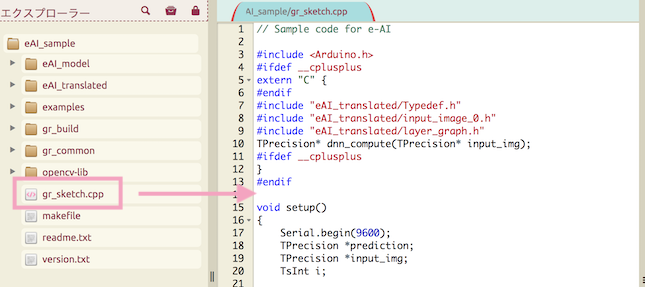 エクスプローラー
eAI_sample
eAI_model
eAI_translated
examples
gr_build
gr_common
opencv-lib
gr_sketch.cpp
makefile
readme.txt
version.txt
AI_sample/gr_sketch.cpp
1 // Sample code for e-AI
2
3 #include <Arduino.h>
4 #ifdef __cplusplus
5 extern "C" {
6 #endif
7 #include "eAI_translated/Typedef.h"
8 #include "eAI_translated/input_image_0.h"
9 #include "eAI_translated/layer_graph.h"
10 TPrecision* dnn_compute(TPrecision* input_img);
11 #ifdef __cplusplus
12 }
13 #endif
15 void setup()
16 {
17 Serial.begin(9600);
18 TPrecision *prediction;
19 TPrecision *input_img;
20 TsInt i;
21